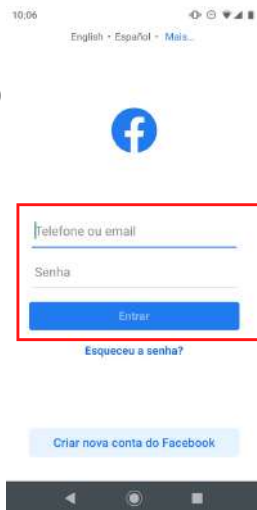 10:06
English • Español • Mais...
Telefone ou email
Senha
Entrar
Esqueceu a senha?
Criar nova conta do Facebook